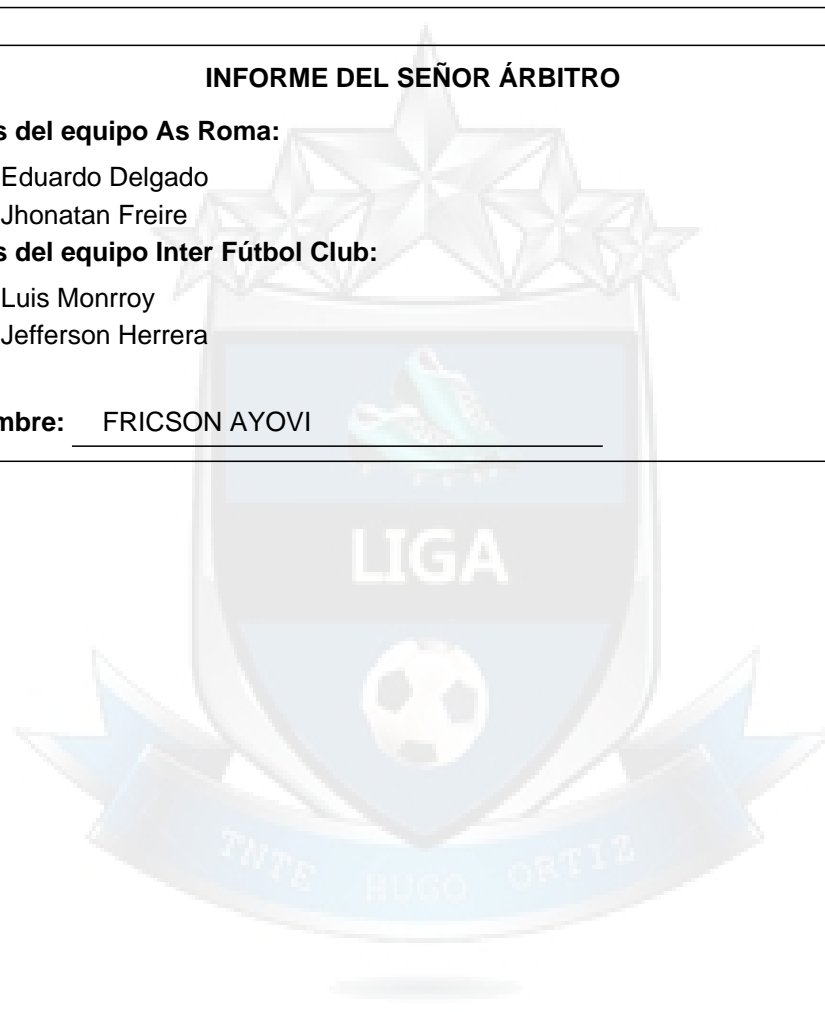 INFORME DEL SEÑOR ÁRBITRO
s del equipo As Roma:
Eduardo Delgado
Jhonatan Freire
s del equipo Inter Fútbol Club:
Luis Monrroy
Jefferson Herrera
mbre: FRICSON AYOVI
LIGA
TNTE HUGO ORTIZ